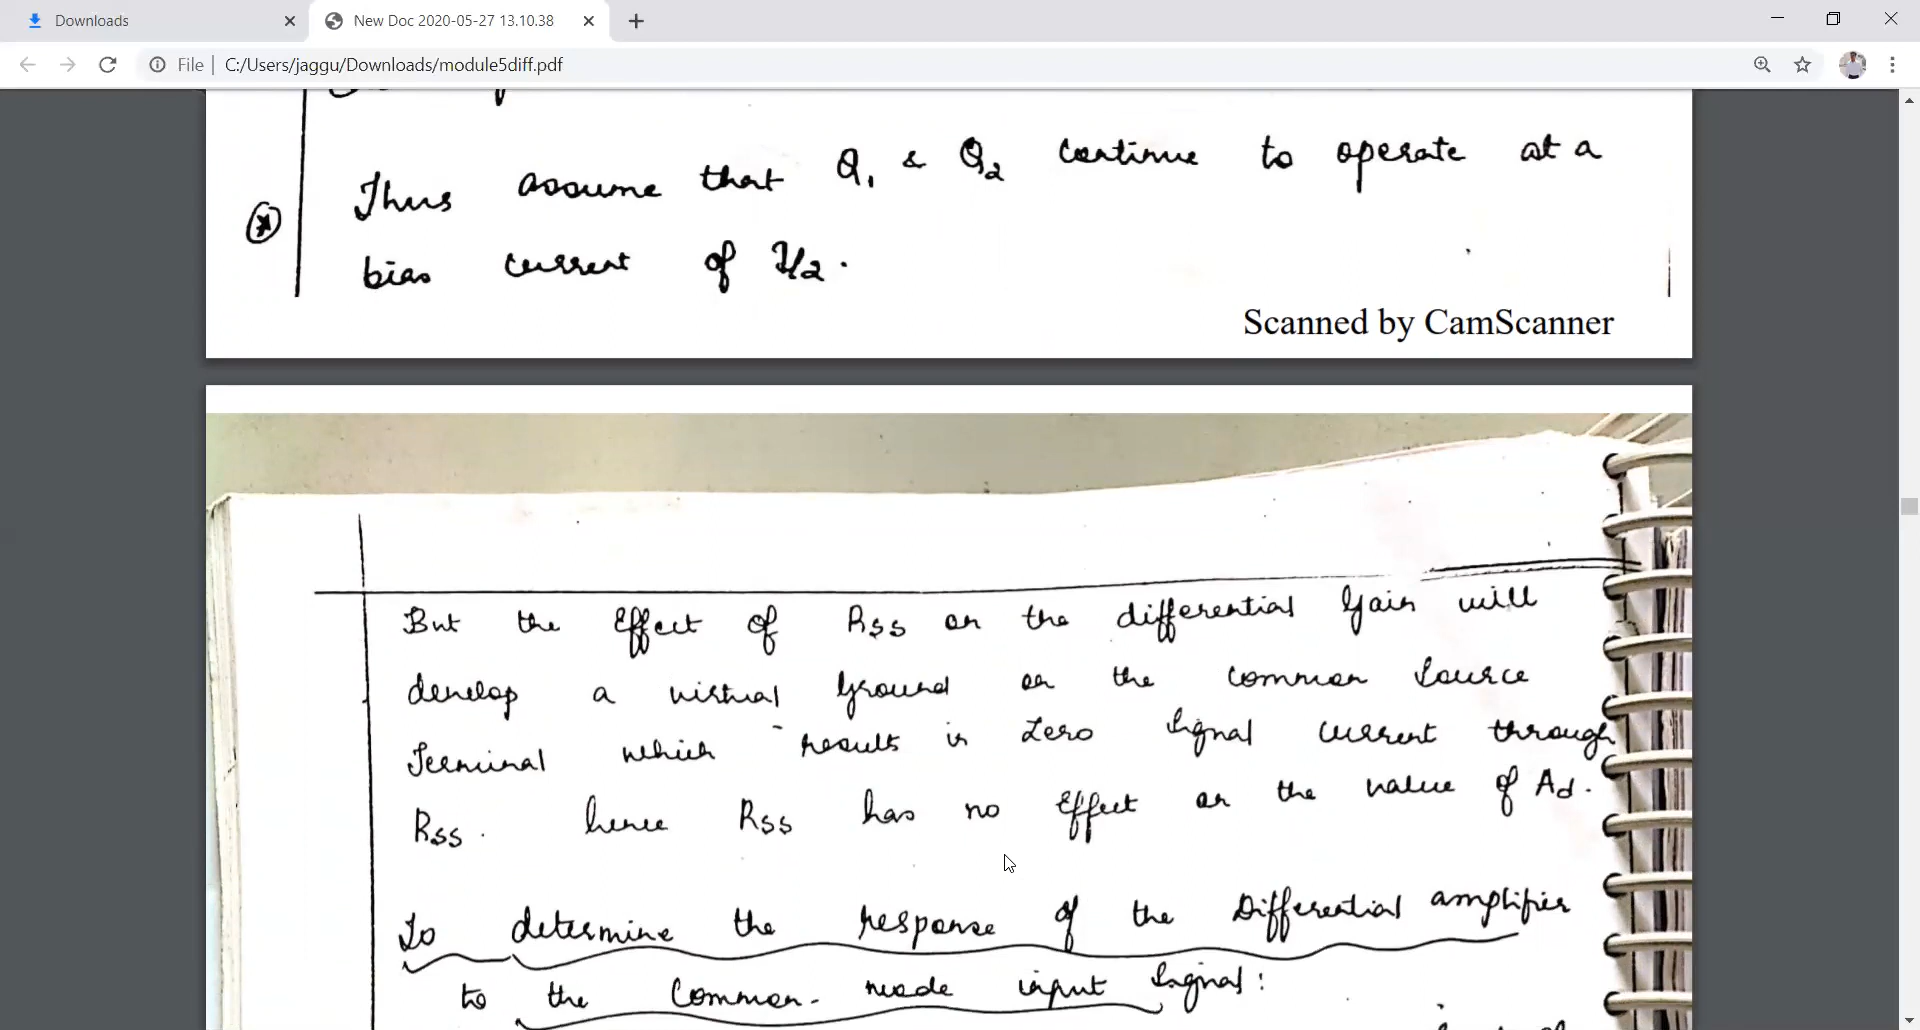 Downloads
New Doc 2020-05-27 13.10.38
File | C:/Users/jaggu/Downloads/module5diff.pdf
Thus assume that Q1 & Q2 continue to operate at a
bias current of I/2.
Scanned by CamScanner
But the Effect of RSS on the differential Gain will
develop a virtual Ground on the common Source
Terminal which results in Zero Signal current through
RSS. hence RSS has no Effect on the value of Ad.
To determine the response of the Differential amplifier
to the Common-mode input Signal: